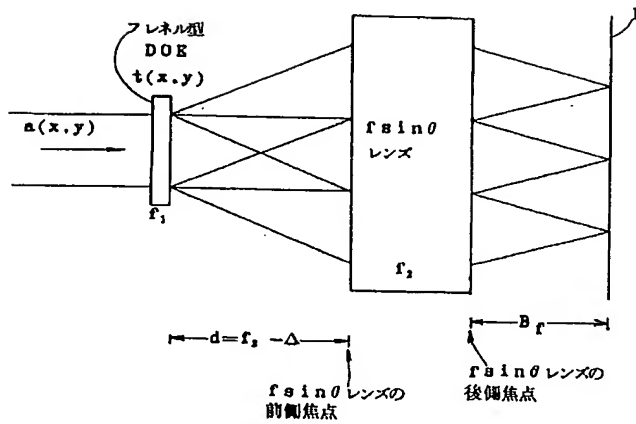 フレネル型
DOE
t(x.y)
a(x.y)
f₁
fsinθ
レンズ
f₂
d=f₂ -Δ
B f
fsinθレンズの
前側焦点
fsinθレンズの
後側焦点